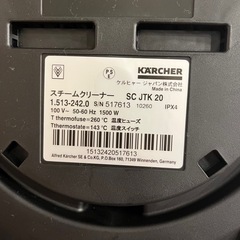 KÄRCHER
ケルヒャー ジャパン株式会社
Made in China
スチームクリーナー SC JTK 20
1.513-242.0 S/N 517613 10260 IPX4
100 V~ 50-60 Hz 1500 W
T thermofuse=260 °C 温度ヒューズ
Tthermostate=143 °C 温度スイッチ
Alfred Kärcher SE & Co.KG, P.O.Box 160, 71349 Winnenden, Germany
15132420517613